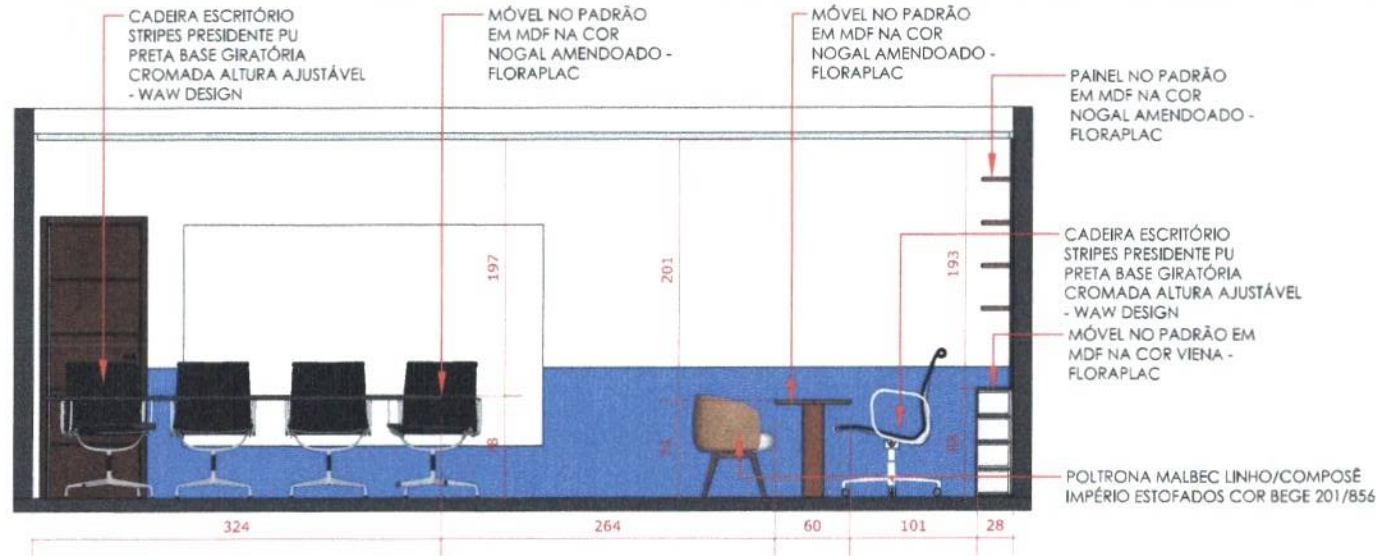 CADEIRA ESCRITÓRIO
STRIPES PRESIDENTE PU
PRETA BASE GIRATÓRIA
CROMADA ALTURA AJUSTÁVEL
- WAW DESIGN
MÓVEL NO PADRÃO
EM MDF NA COR
NOGAL AMENDOADO -
FLORAPLAC
MÓVEL NO PADRÃO
EM MDF NA COR
NOGAL AMENDOADO -
FLORAPLAC
PAINEL NO PADRÃO
EM MDF NA COR
NOGAL AMENDOADO -
FLORAPLAC
CADEIRA ESCRITÓRIO
STRIPES PRESIDENTE PU
PRETA BASE GIRATÓRIA
CROMADA ALTURA AJUSTÁVEL
- WAW DESIGN
MÓVEL NO PADRÃO EM
MDF NA COR VIENA -
FLORAPLAC
POLTRONA MALBEC LINHO/COMPOSÊ
IMPÉRIO ESTOFADOS COR BEGE 201/856
197
201
193
324
264
60
101
28